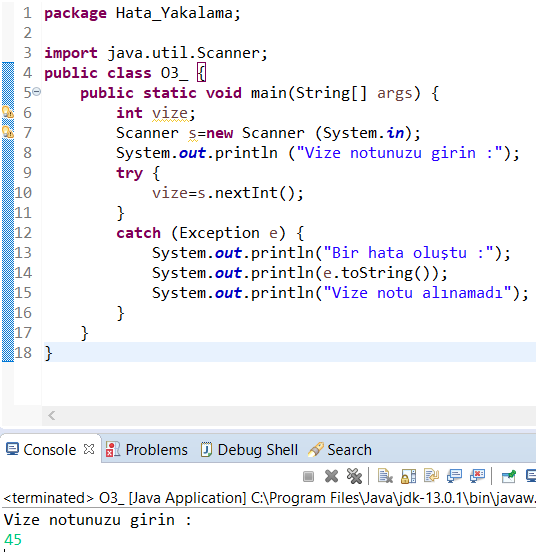 1 package Hata_Yakalama;
2
3 import java.util.Scanner;
4 public class O3_ {
5 public static void main(String[] args) {
6 int vize;
7 Scanner s=new Scanner (System.in);
8 System.out.println ("Vize notunuzu girin :");
9 try {
10 vize=s.nextInt();
11 }
12 catch (Exception e) {
13 System.out.println("Bir hata oluştu :");
14 System.out.println(e.toString());
15 System.out.println("Vize notu alınamadı");
16 }
17 }
18 }
Console Problems Debug Shell Search
<terminated> O3_ [Java Application] C:\Program Files\Java\jdk-13.0.1\bin\javaw.
Vize notunuzu girin :
45